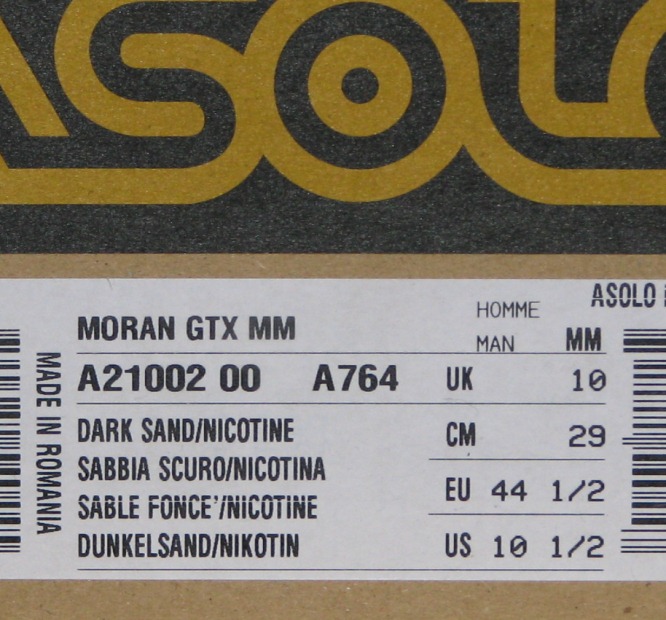 ASOLO
ASOLO
HOMME
MORAN GTX MM
MAN MM
A21002 00 A764 UK 10
DARK SAND/NICOTINE CM 29
SABBIA SCURO/NICOTINA
SABLE FONCE'/NICOTINE EU 44 1/2
DUNKELSAND/NIKOTIN US 10 1/2
MADE IN ROMANIA